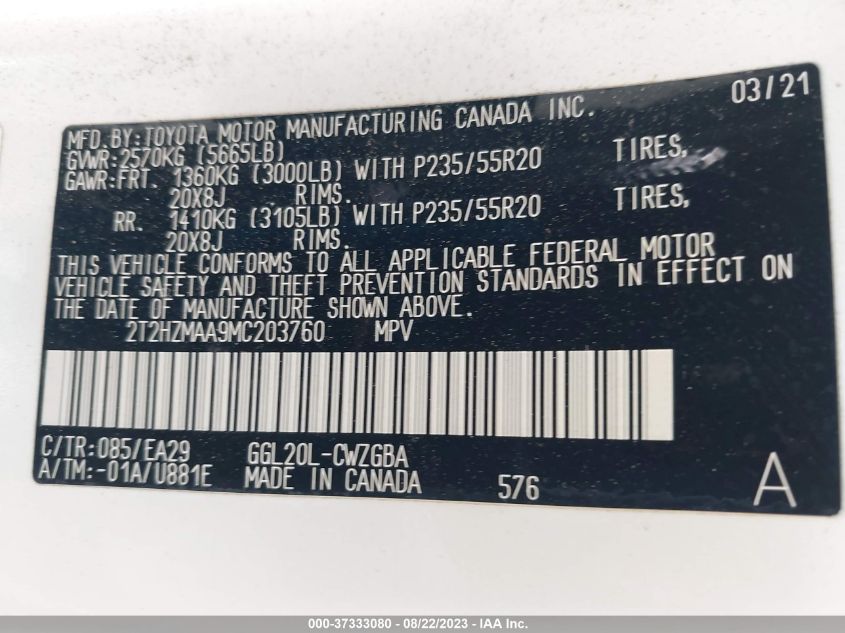 03/21
MFD.BY:TOYOTA MOTOR MANUFACTURING CANADA INC.
GVWR:2570KG (5665LB)
GAWR:FRT. 1360KG (3000LB) WITH P235/55R20 TIRES,
20X8J RIMS.
RR. 1410KG (3105LB) WITH P235/55R20 TIRES,
20X8J RIMS.
THIS VEHICLE CONFORMS TO ALL APPLICABLE FEDERAL MOTOR
VEHICLE SAFETY AND THEFT PREVENTION STANDARDS IN EFFECT ON
THE DATE OF MANUFACTURE SHOWN ABOVE.
2T2HZMAA9MC203760 MPV
C/TR:085/EA29 GGL20L-CWZGBA
A/TM:-01A/U881E MADE IN CANADA 576 A
000-37333080 - 08/22/2023 - IAA Inc.